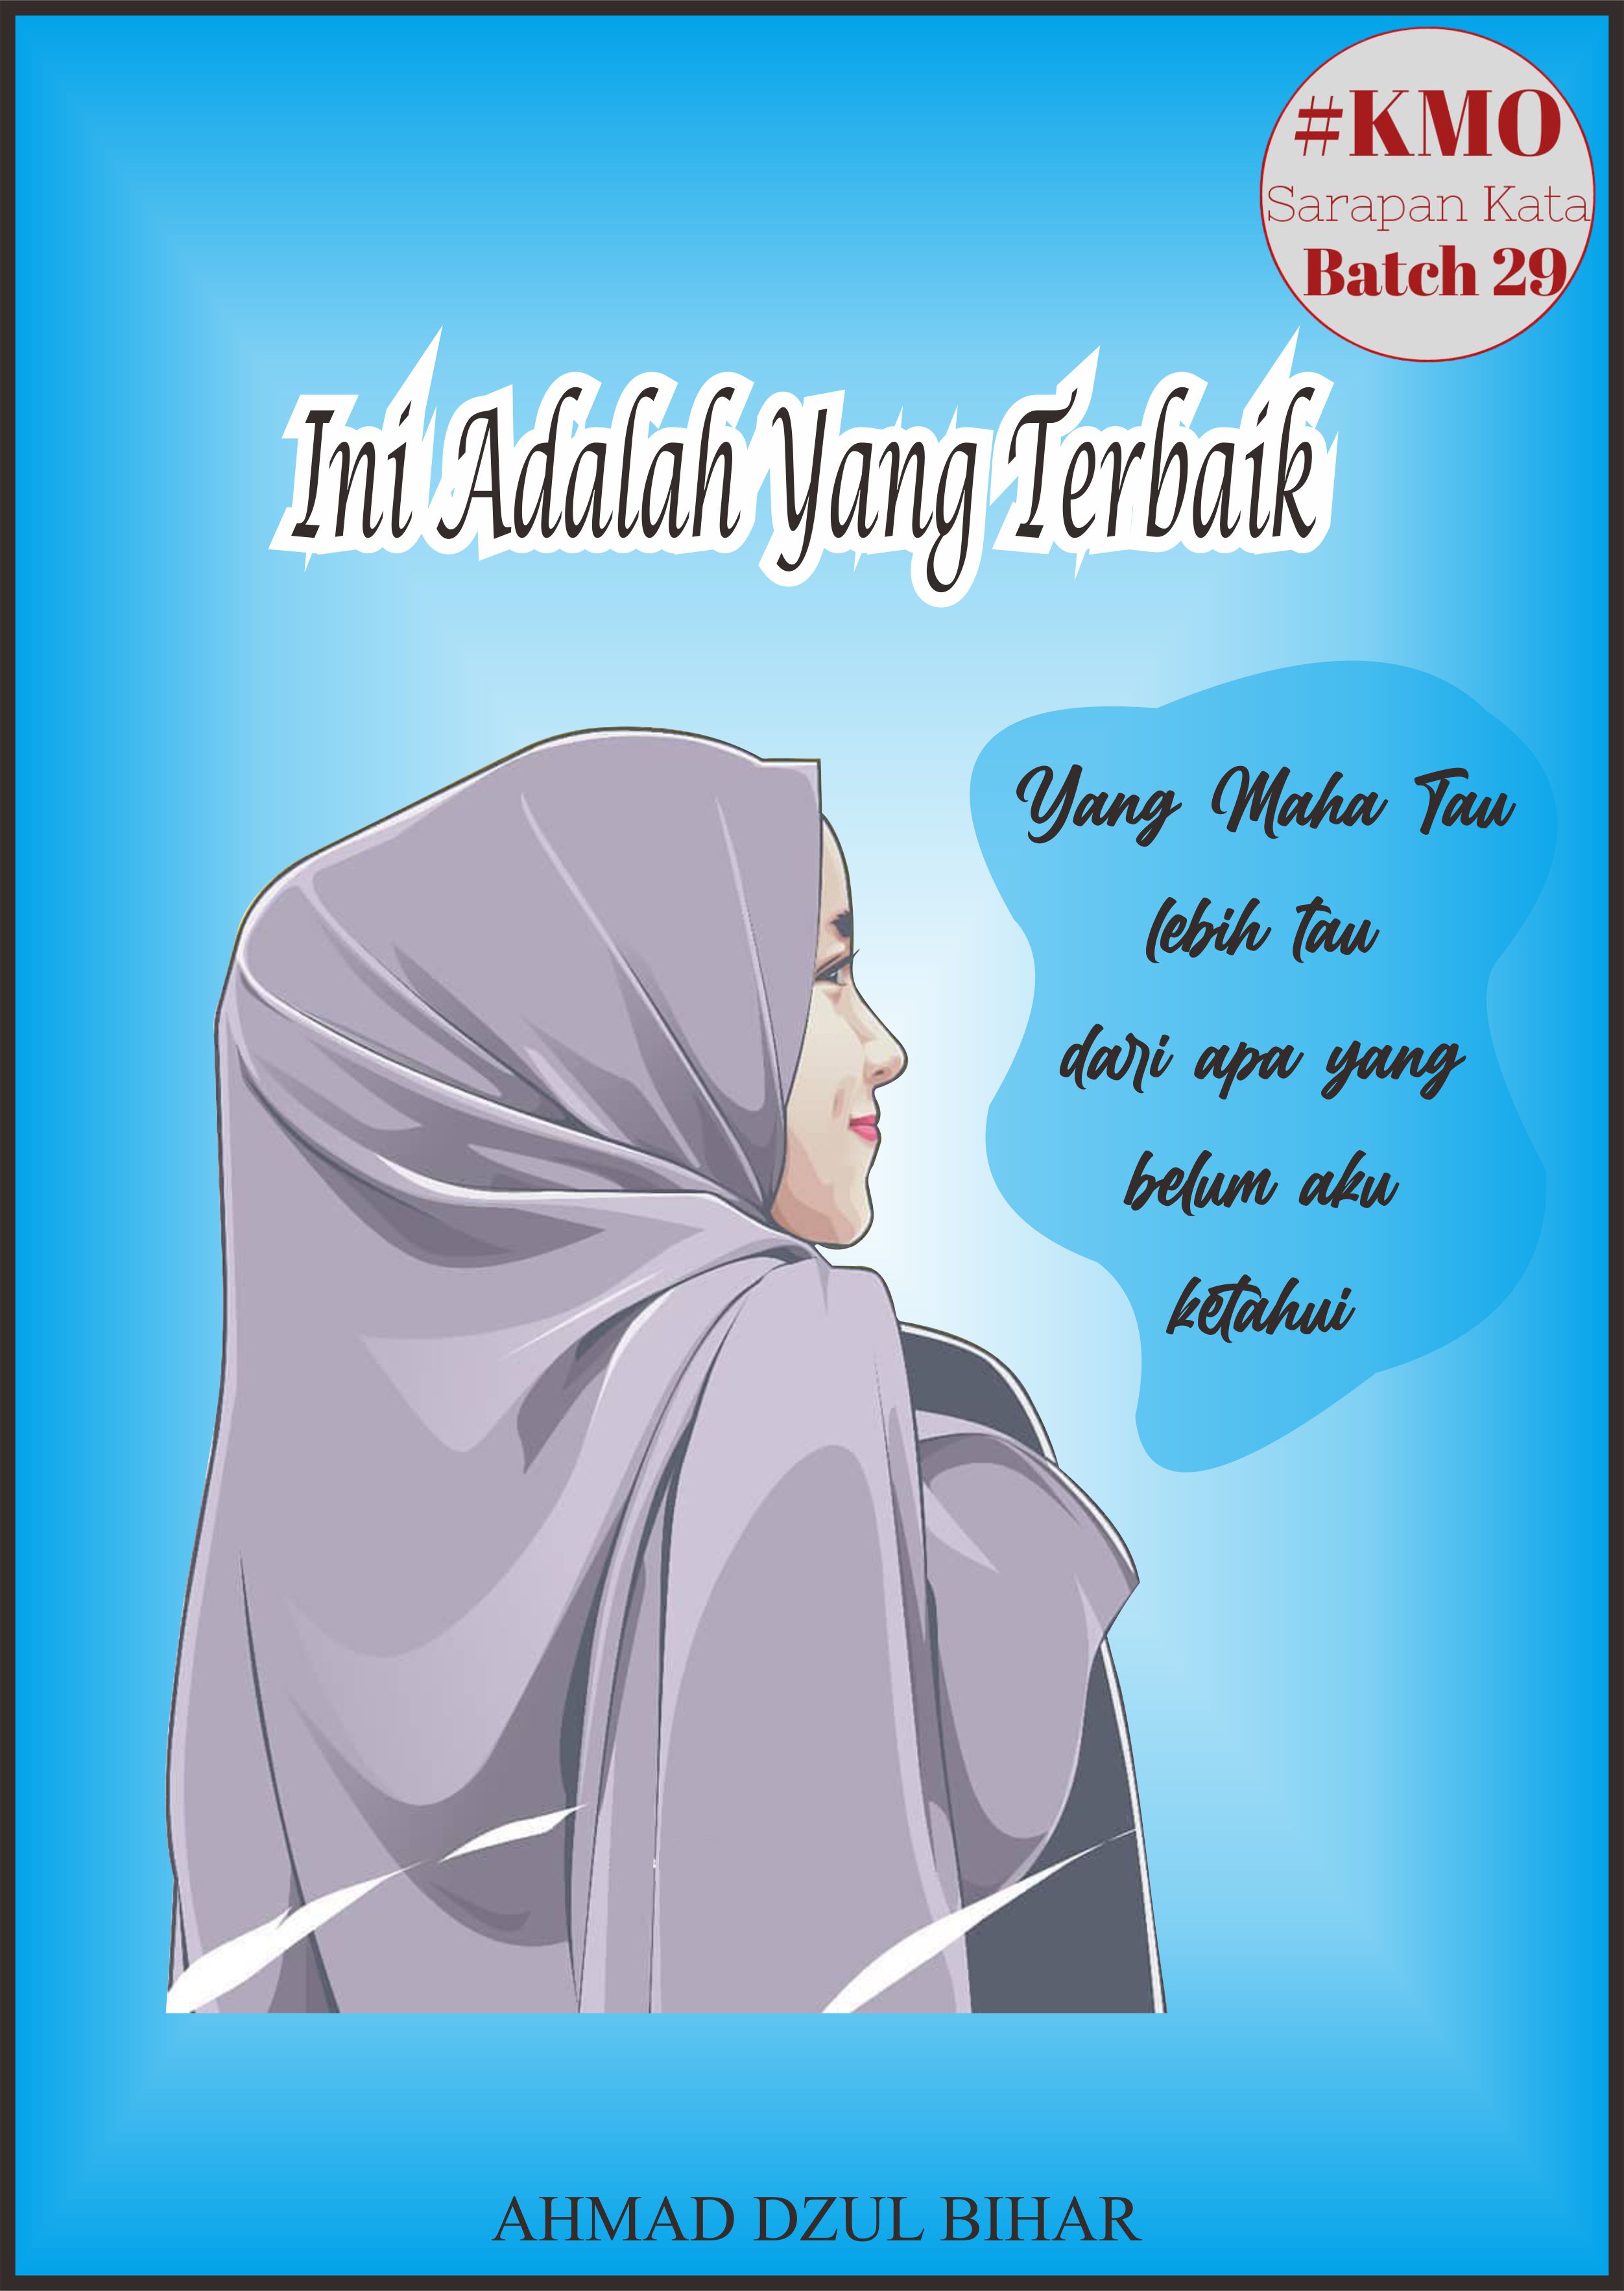 #KMO
Sarapan Kata
Batch 29
Ini Adalah Yang Terbaik
Yang Maha Tau
lebih tau
dari apa yang
belum aku
ketahui
AHMAD DZUL BIHAR